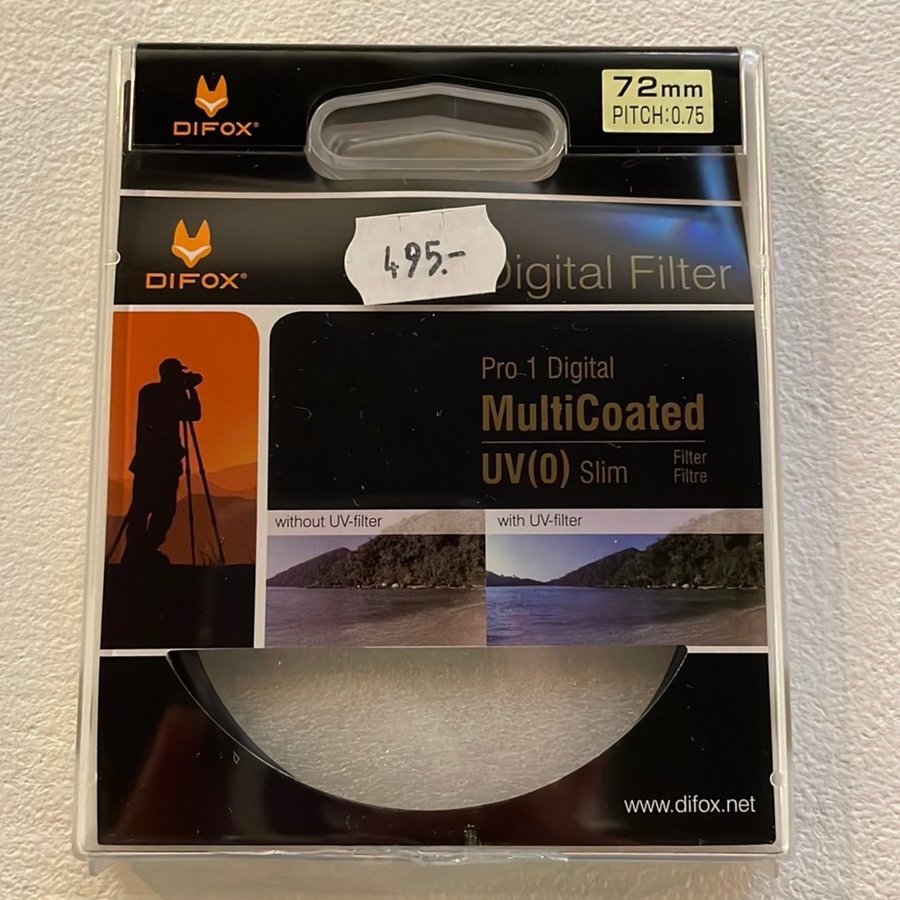 DIFOX®
72mm
PITCH:0.75
DIFOX®
495.-
Digital Filter
Pro 1 Digital
MultiCoated
UV(0) Slim
Filter
Filtre
without UV-filter
with UV-filter
www.difox.net